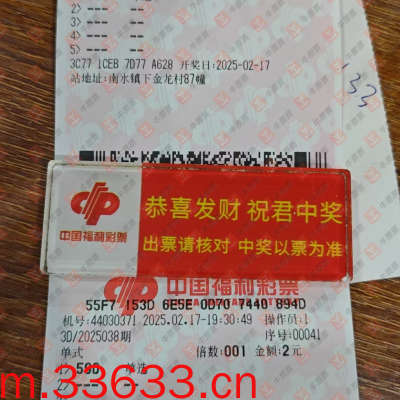 2> --- ---
3> --- ---
4> --- ---
5> --- ---
3C77 1CEB 7D77 A628 开奖日:2025-02-17
站地址:南水镇下金龙村87幢
33
中国福利彩票
恭喜发财 祝君中奖
出票请核对 中奖以票为准
中国福利彩票
55F7 153D 6E5E 0D70 7440 894D
机号:44030371 2025.02.17-19:30:49 操作员:1
3D/2025038期 序号:00041
单式 倍数:001 金额:2元
m.33633.cn
2> --- ---